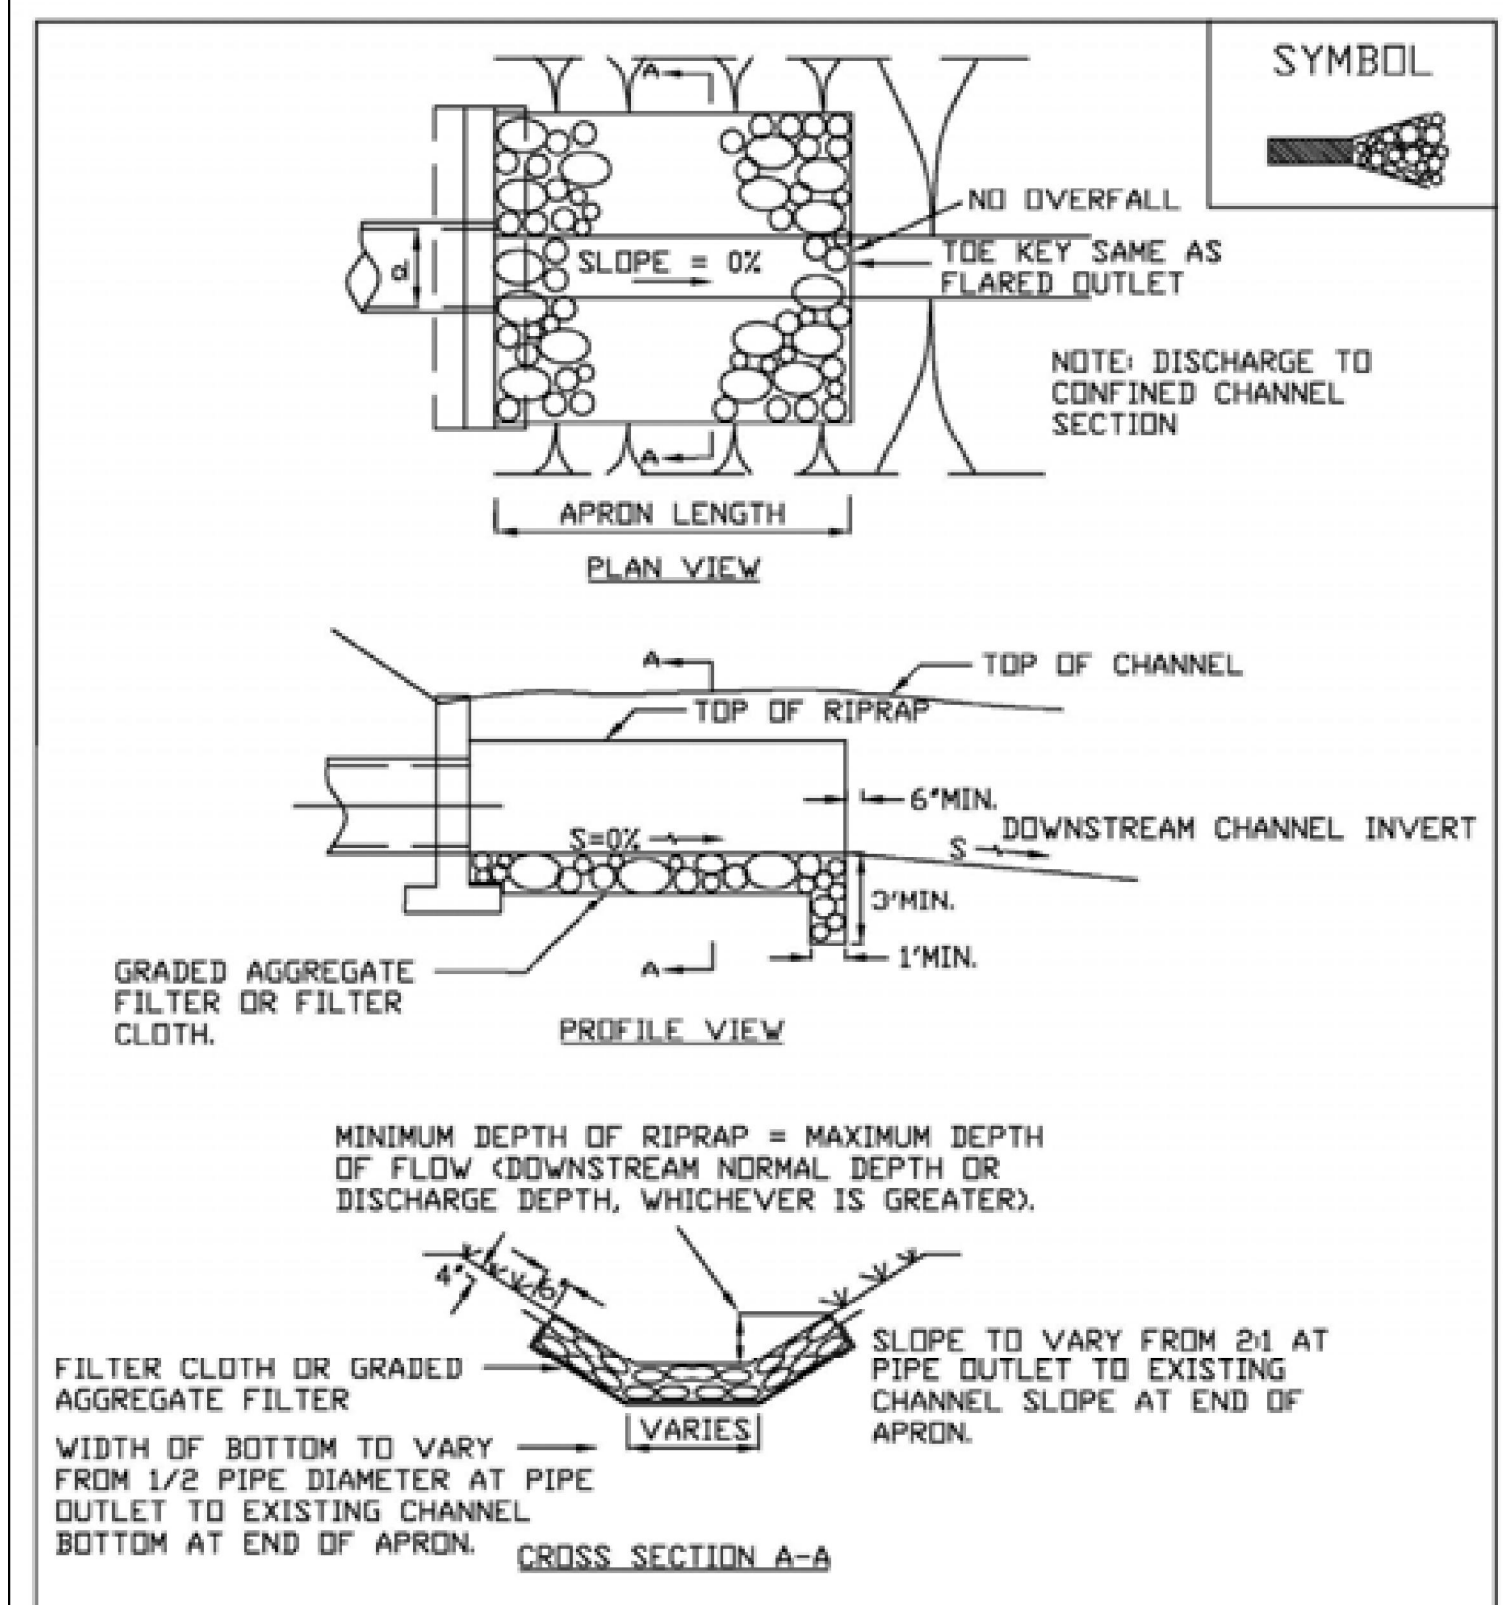 SYMBOL
A
NO OVERFALL
d
SLOPE = 0%
TOE KEY SAME AS
FLARED OUTLET
NOTE: DISCHARGE TO
CONFINED CHANNEL
SECTION
A
APRON LENGTH
PLAN VIEW
A
TOP OF CHANNEL
TOP OF RIPRAP
6"MIN.
S=0%
DOWNSTREAM CHANNEL INVERT
S
3'MIN.
1'MIN.
A
GRADED AGGREGATE
FILTER OR FILTER
CLOTH.
PROFILE VIEW
MINIMUM DEPTH OF RIPRAP = MAXIMUM DEPTH
OF FLOW (DOWNSTREAM NORMAL DEPTH OR
DISCHARGE DEPTH, WHICHEVER IS GREATER).
4"
6"
SLOPE TO VARY FROM 2:1 AT
PIPE OUTLET TO EXISTING
CHANNEL SLOPE AT END OF
APRON.
FILTER CLOTH OR GRADED
AGGREGATE FILTER
VARIES
WIDTH OF BOTTOM TO VARY
FROM 1/2 PIPE DIAMETER AT PIPE
OUTLET TO EXISTING CHANNEL
BOTTOM AT END OF APRON.
CROSS SECTION A-A